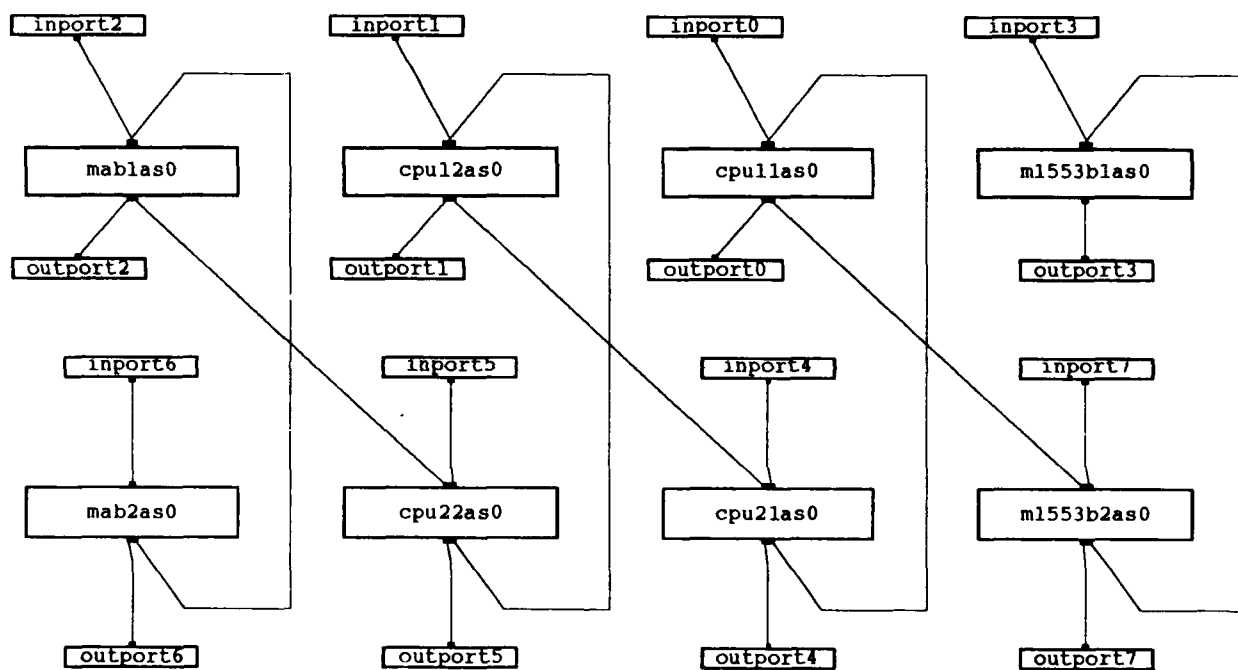 inport2 inport1 inport0 inport3
mab1as0 cpu12as0 cpu11as0 m1553b1as0
outport2 outport1 outport0 outport3
inport6 inport5 inport4 inport7
mab2as0 cpu22as0 cpu21as0 m1553b2as0
outport6 outport5 outport4 outport7